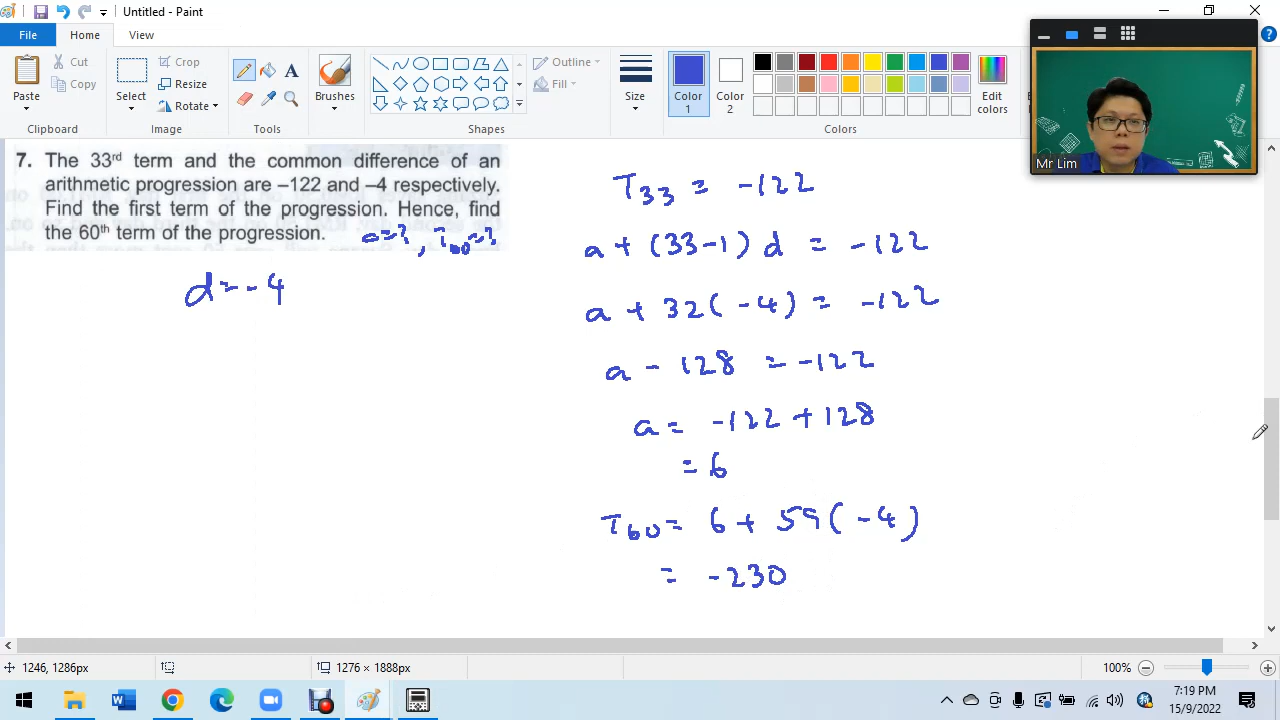 Untitled - Paint
File
Home
View
Paste
Cut
Copy
Clipboard
Select
Crop
Resize
Rotate
Image
Tools
Brushes
Outline
Fill
Shapes
Size
Color 1
Color 2
Edit colors
Colors
Mr Lim
7. The 33rd term and the common difference of an
arithmetic progression are –122 and –4 respectively.
Find the first term of the progression. Hence, find
the 60th term of the progression.
a=?, T60=?
d=-4
T33 = -122
a + (33-1) d = -122
a + 32(-4) = -122
a - 128 = -122
a = -122 + 128
= 6
T60 = 6 + 59(-4)
= -230
1246, 1286px
1276 × 1888px
100%
7:19 PM
15/9/2022